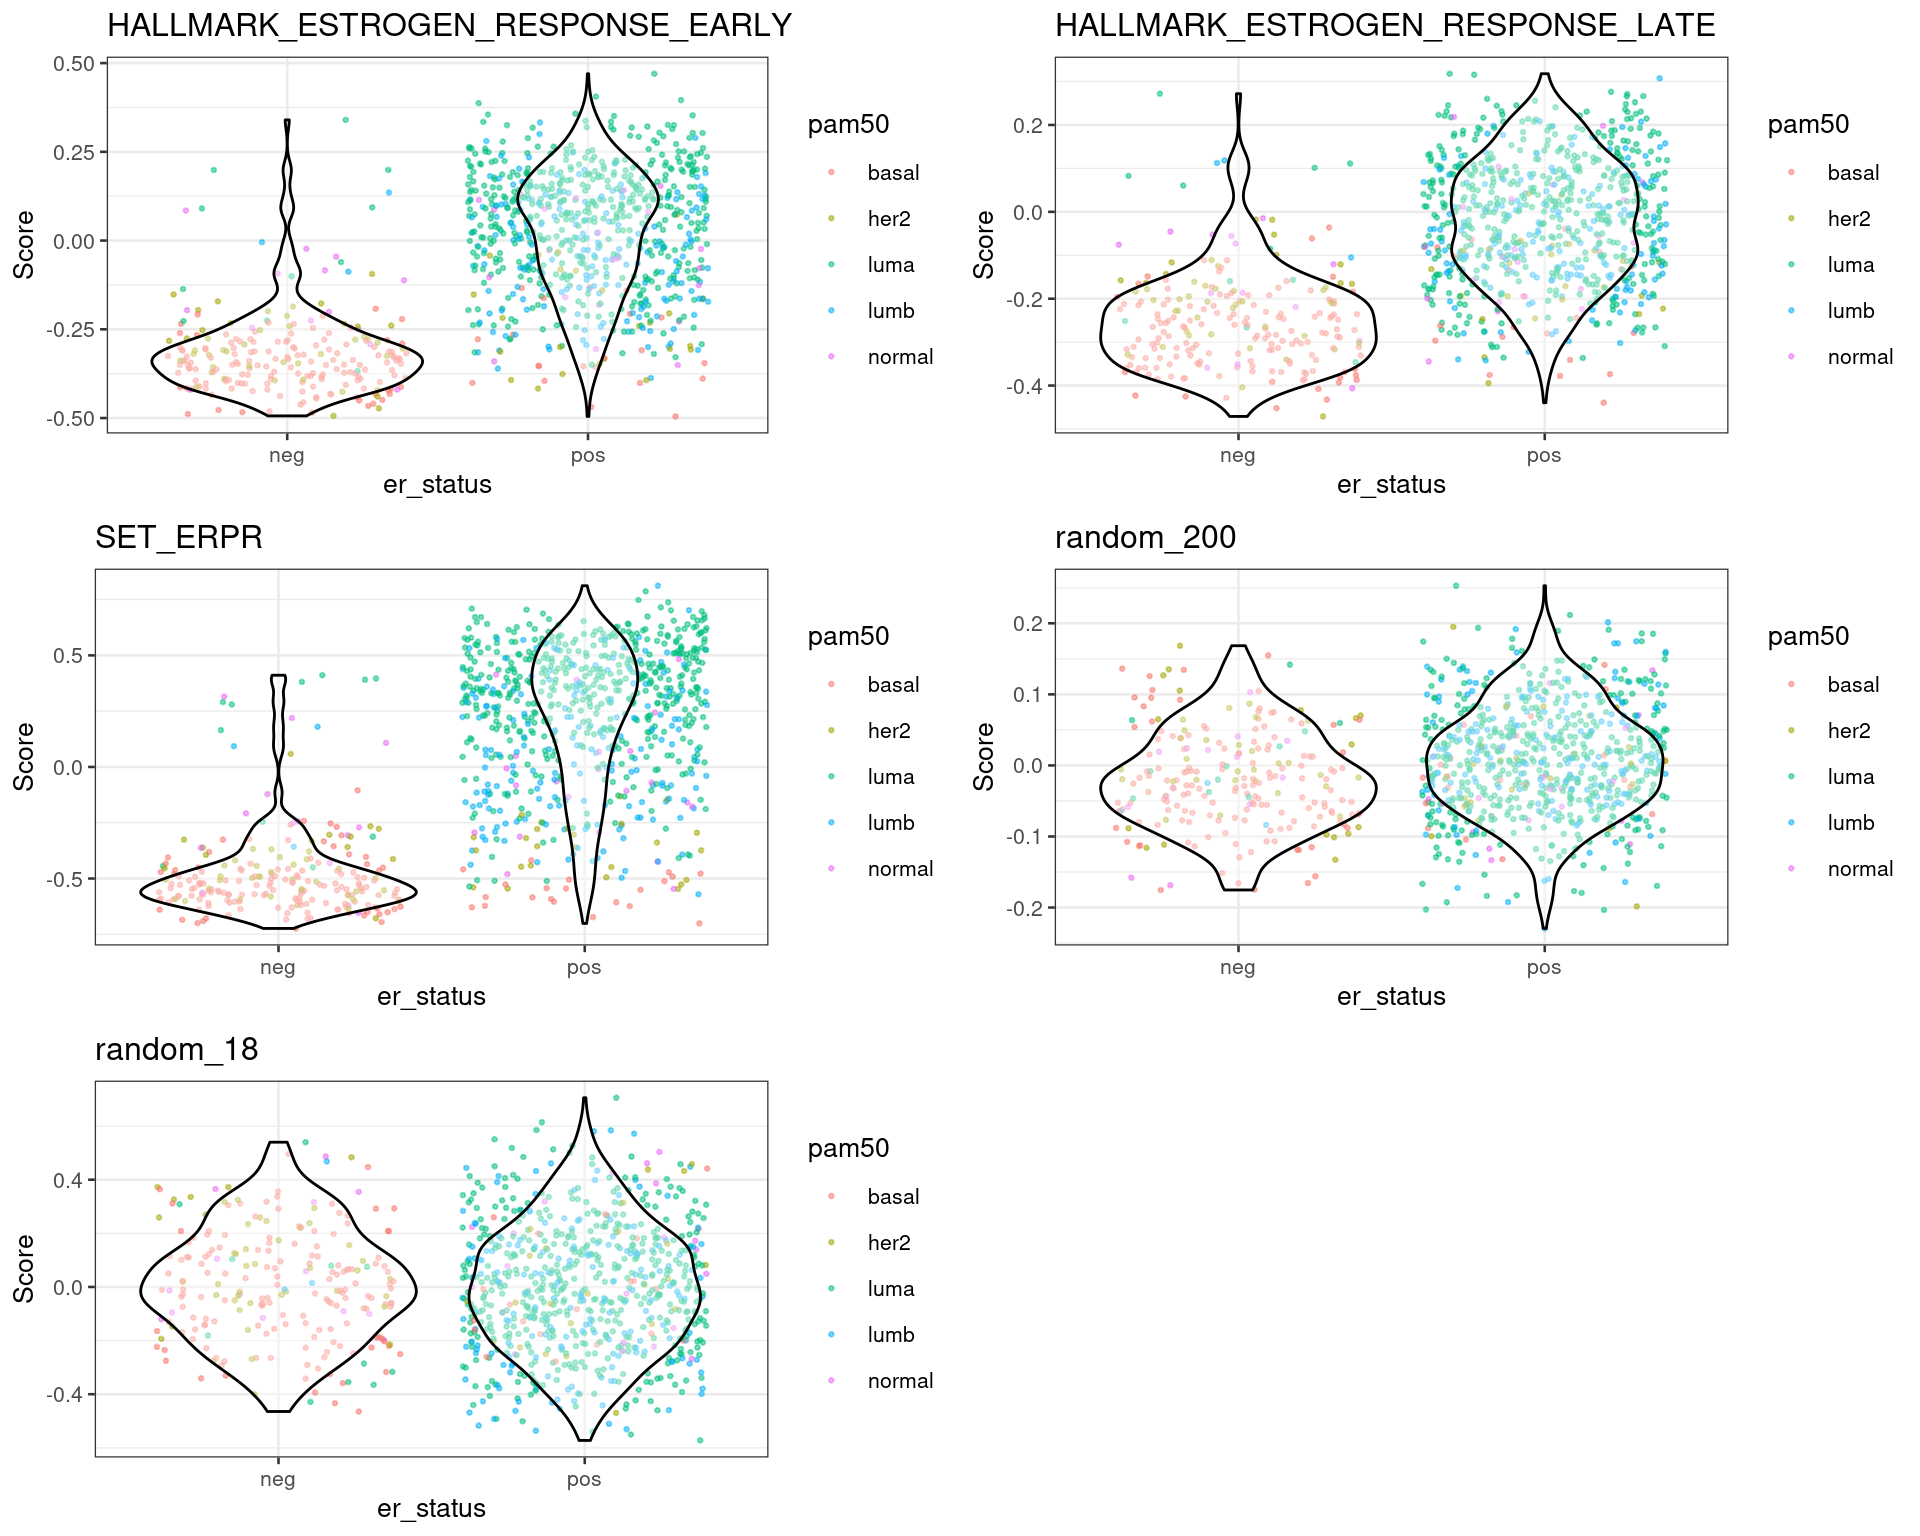 HALLMARK_ESTROGEN_RESPONSE_EARLY
0.50
0.25
0.00
-0.25
-0.50
Score
neg pos
er_status
pam50
basal
her2
luma
lumb
normal
HALLMARK_ESTROGEN_RESPONSE_LATE
0.2
0.0
-0.2
-0.4
Score
neg pos
er_status
pam50
basal
her2
luma
lumb
normal
SET_ERPR
0.5
0.0
-0.5
Score
neg pos
er_status
pam50
basal
her2
luma
lumb
normal
random_200
0.2
0.1
0.0
-0.1
-0.2
Score
neg pos
er_status
pam50
basal
her2
luma
lumb
normal
random_18
0.4
0.0
-0.4
Score
neg pos
er_status
pam50
basal
her2
luma
lumb
normal